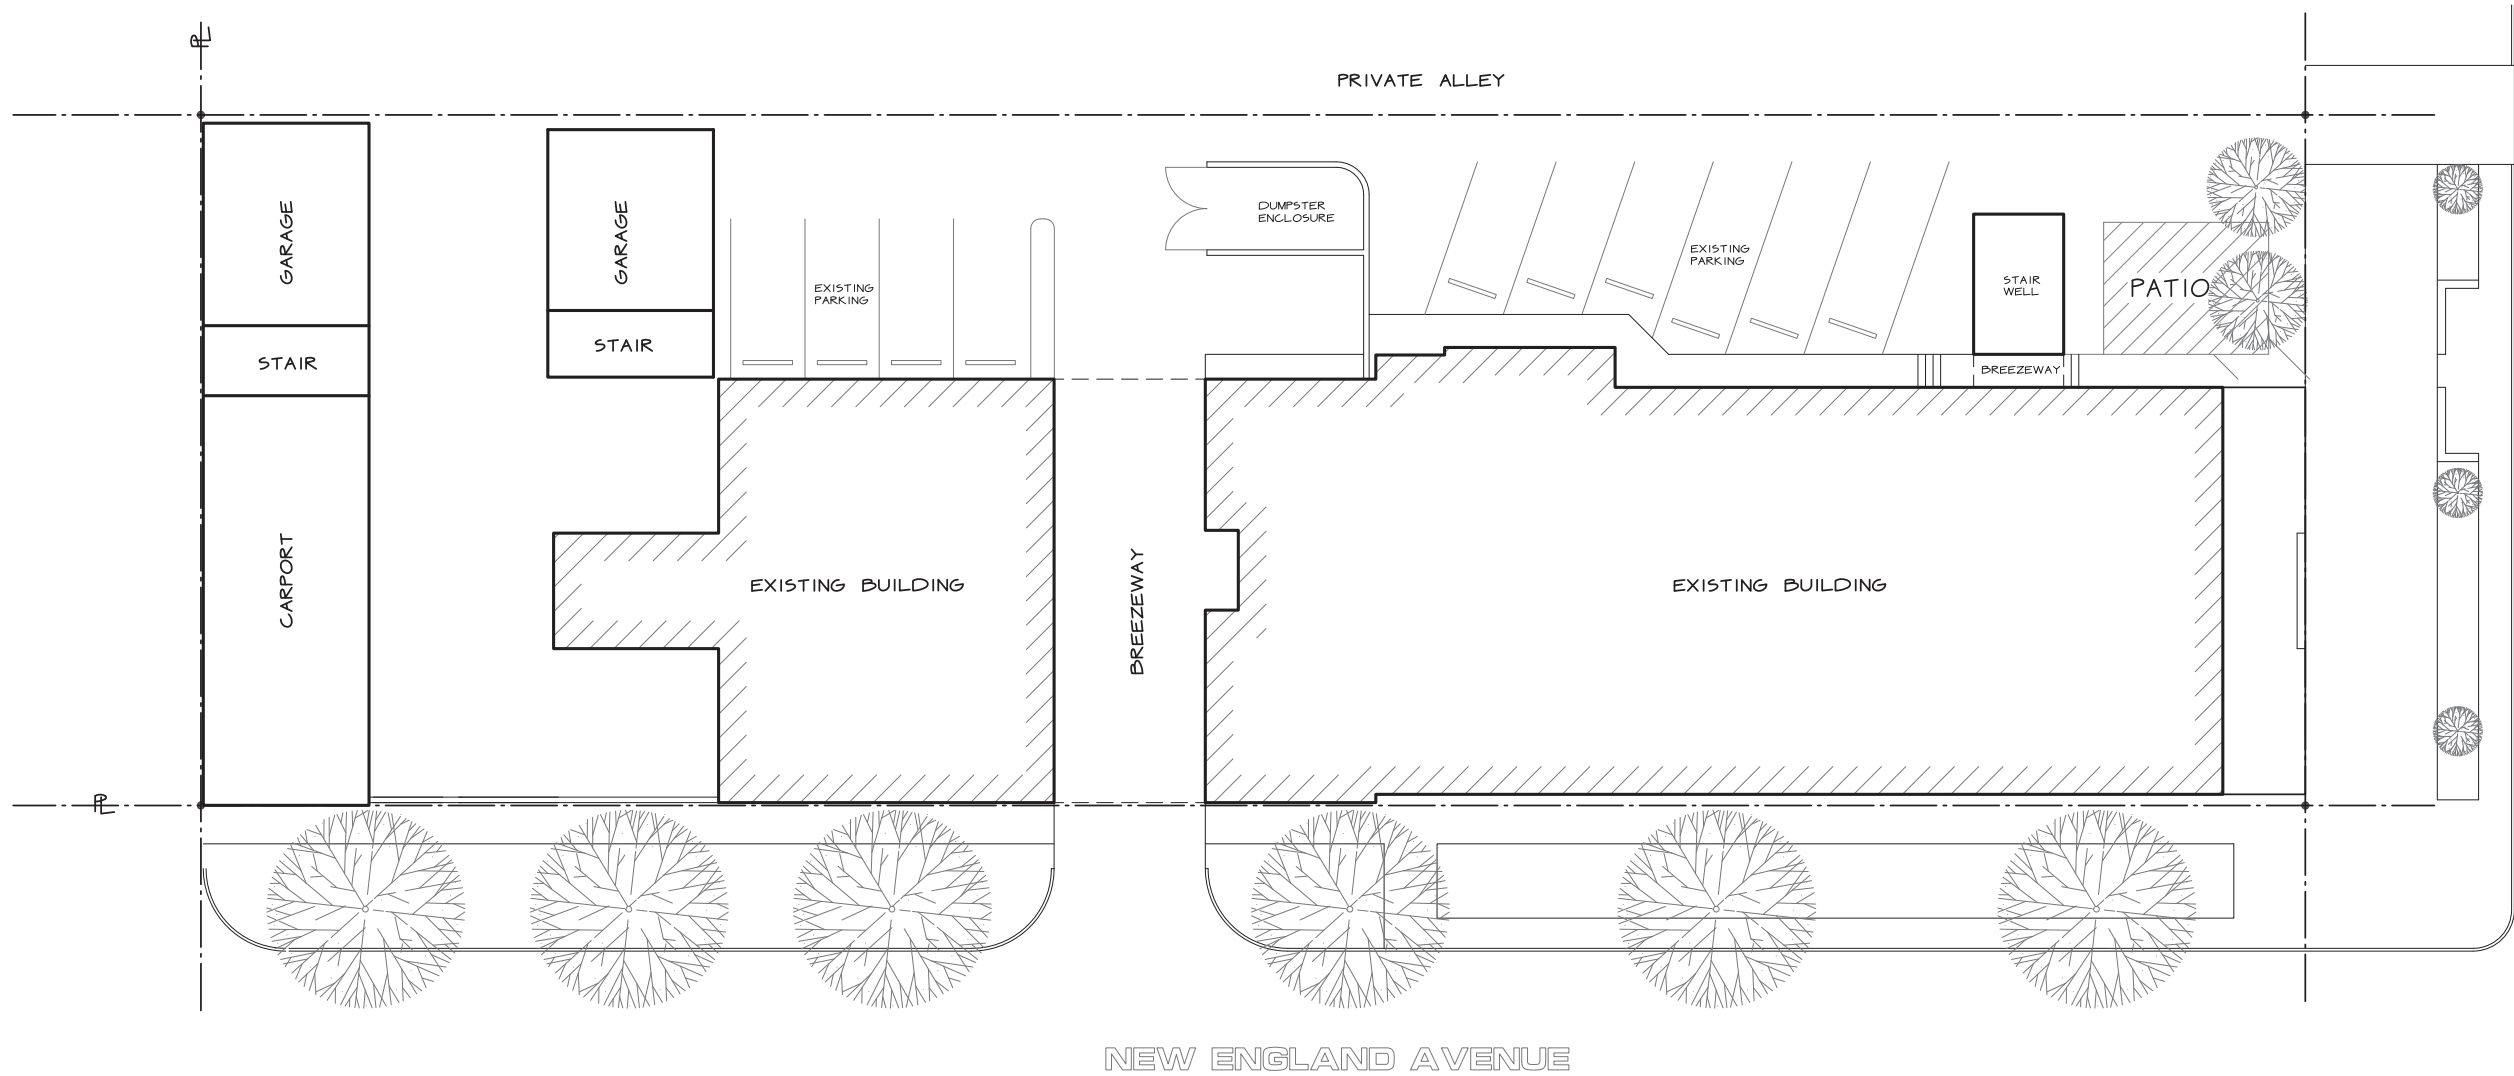 PL
PRIVATE ALLEY
GARAGE
GARAGE
DUMPSTER
ENCLOSURE
EXISTING
PARKING
EXISTING
PARKING
STAIR
WELL
PATIO
STAIR
STAIR
BREEZEWAY
CARPORT
EXISTING BUILDING
BREEZEWAY
EXISTING BUILDING
PL
NEW ENGLAND AVENUE